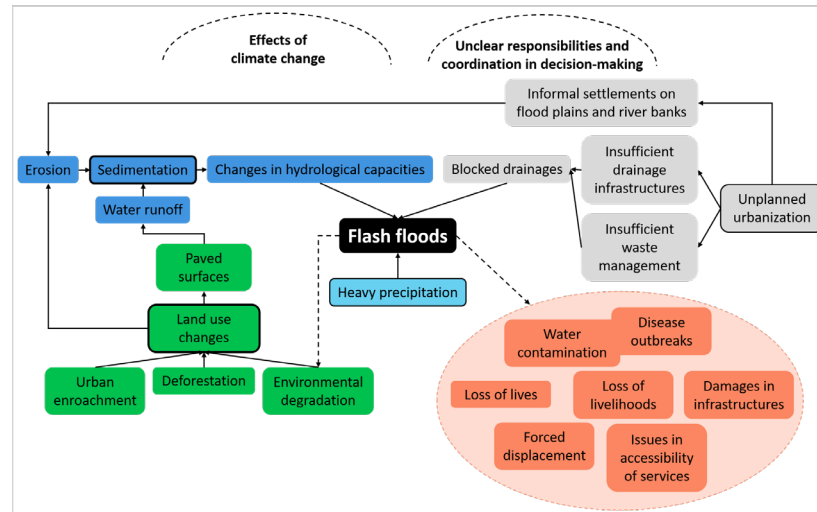 Effects of
climate change
Unclear responsibilities and
coordination in decision-making
Informal settlements on
flood plains and river banks
Erosion
Sedimentation
Changes in hydrological capacities
Blocked drainages
Insufficient
drainage
infrastructures
Unplanned
urbanization
Water runoff
Flash floods
Insufficient
waste
management
Paved
surfaces
Heavy precipitation
Land use
changes
Urban
enroachment
Deforestation
Environmental
degradation
Water
contamination
Disease
outbreaks
Loss of lives
Loss of
livelihoods
Damages in
infrastructures
Forced
displacement
Issues in
accessibility
of services